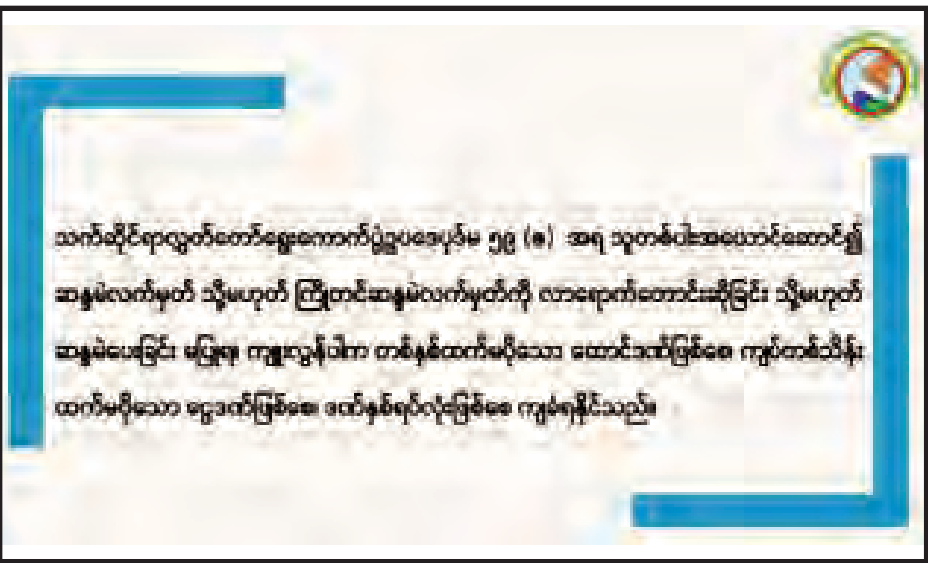 သက်ဆိုင်ရာလွှတ်တော်ရွေးကောက်ပွဲဥပဒေပုဒ်မ ၅၉ (ခ) အရ သူတစ်ပါးအယောင်ဆောင်၍
ဆန္ဒမဲလက်မှတ် သို့မဟုတ် ကြိုတင်ဆန္ဒမဲလက်မှတ်ကို လာရောက်တောင်းဆိုခြင်း သို့မဟုတ်
ဆန္ဒမဲပေးခြင်း မပြုရ၊ ကျူးလွန်ပါက တစ်နှစ်ထက်မပိုသော ထောင်ဒဏ်ဖြစ်စေ၊ ကျပ်တစ်သိန်း
ထက်မပိုသော ငွေဒဏ်ဖြစ်စေ၊ ဒဏ်နှစ်ရပ်လုံးဖြစ်စေ ကျခံရနိုင်သည်။